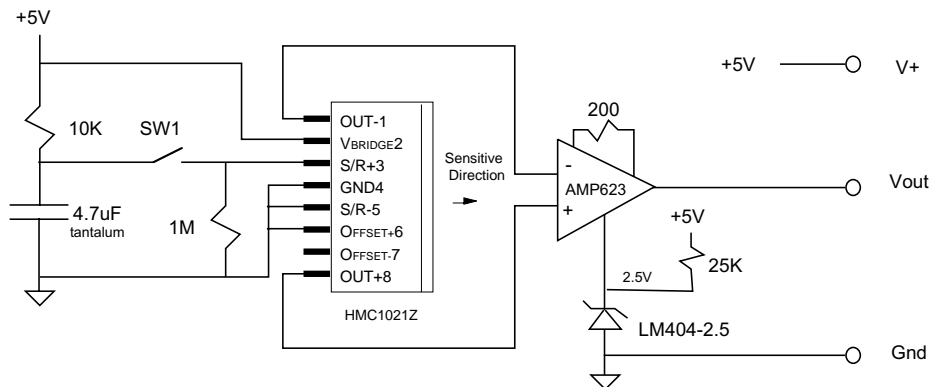 +5V
10K
SW1
4.7uF
tantalum
1M
OUT-1
VBRIDGE2
S/R+3
GND4
S/R-5
OFFSET+6
OFFSET-7
OUT+8
HMC1021Z
Sensitive
Direction
200
-
AMP623
+
+5V
25K
2.5V
LM404-2.5
+5V
V+
Vout
Gnd